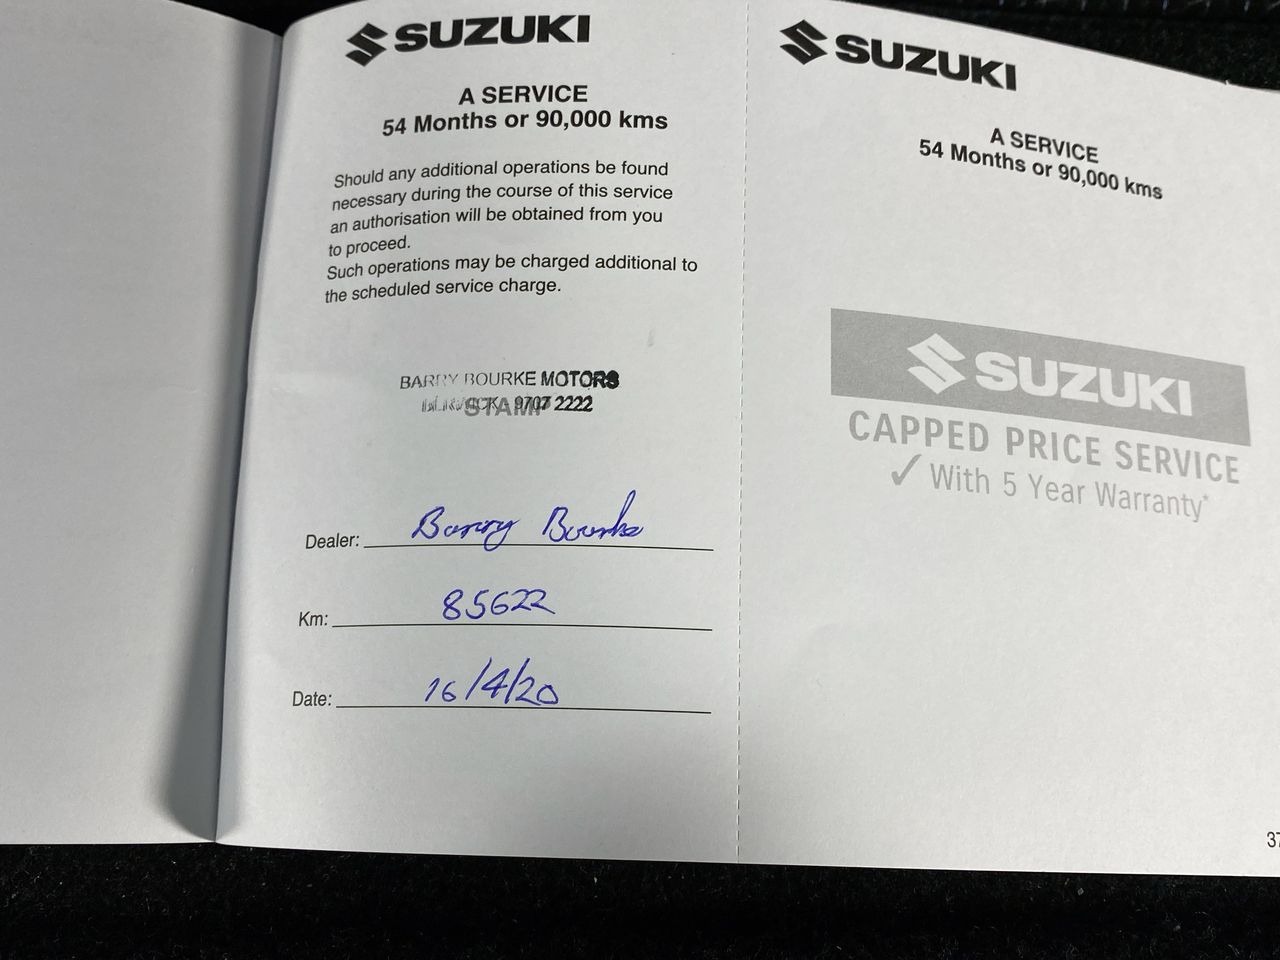 SUZUKI
A SERVICE
54 Months or 90,000 kms
Should any additional operations be found
necessary during the course of this service
an authorisation will be obtained from you
to proceed.
Such operations may be charged additional to
the scheduled service charge.
BARRY BOURKE MOTORS
STAMP 9707 2222
Dealer: Barry Bourke
Km: 85622
Date: 16/4/20
SUZUKI
A SERVICE
54 Months or 90,000 kms
SUZUKI
CAPPED PRICE SERVICE
✓ With 5 Year Warranty*
37